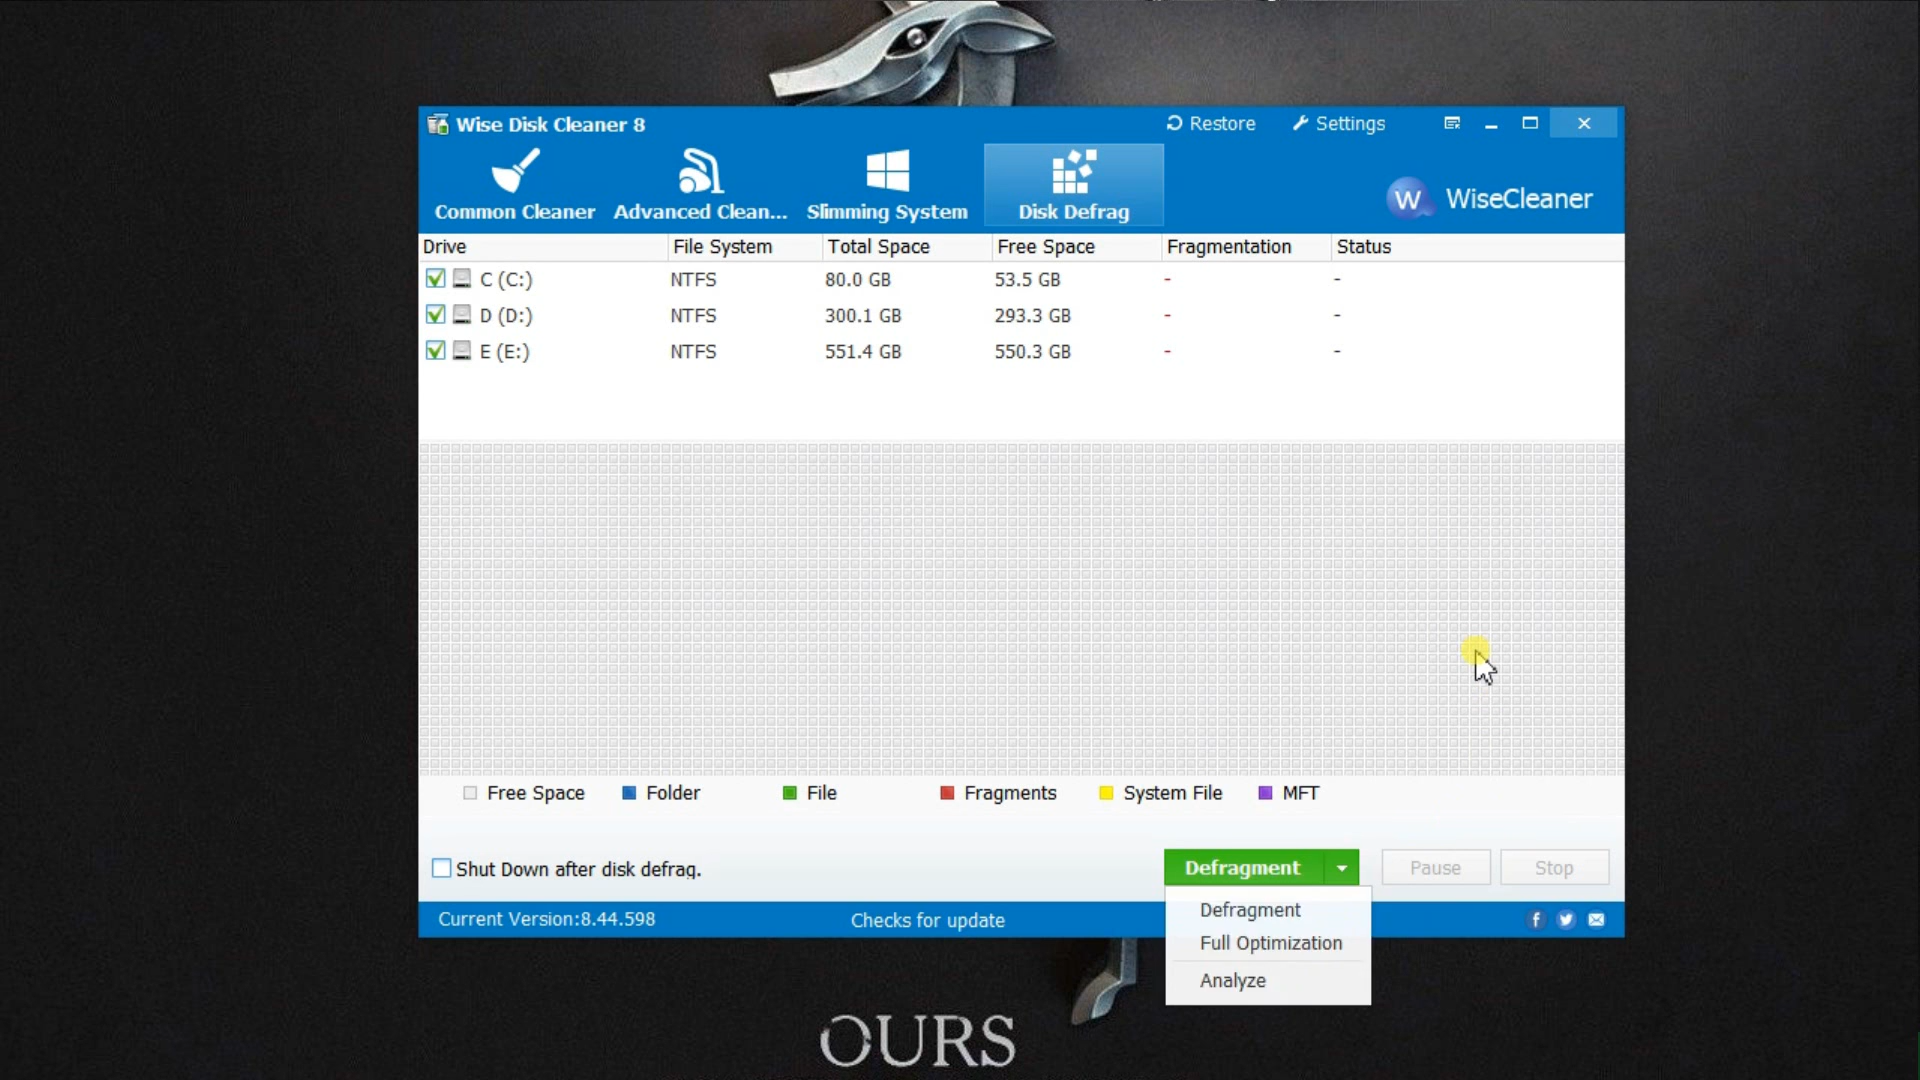 Wise Disk Cleaner 8
Restore
Settings
Common Cleaner
Advanced Clean...
Slimming System
Disk Defrag
W WiseCleaner
Drive File System Total Space Free Space Fragmentation Status
C (C:) NTFS 80.0 GB 53.5 GB - -
D (D:) NTFS 300.1 GB 293.3 GB - -
E (E:) NTFS 551.4 GB 550.3 GB - -
Free Space Folder File Fragments System File MFT
Shut Down after disk defrag.
Defragment
Pause
Stop
Defragment
Full Optimization
Analyze
Current Version:8.44.598
Checks for update
OURS